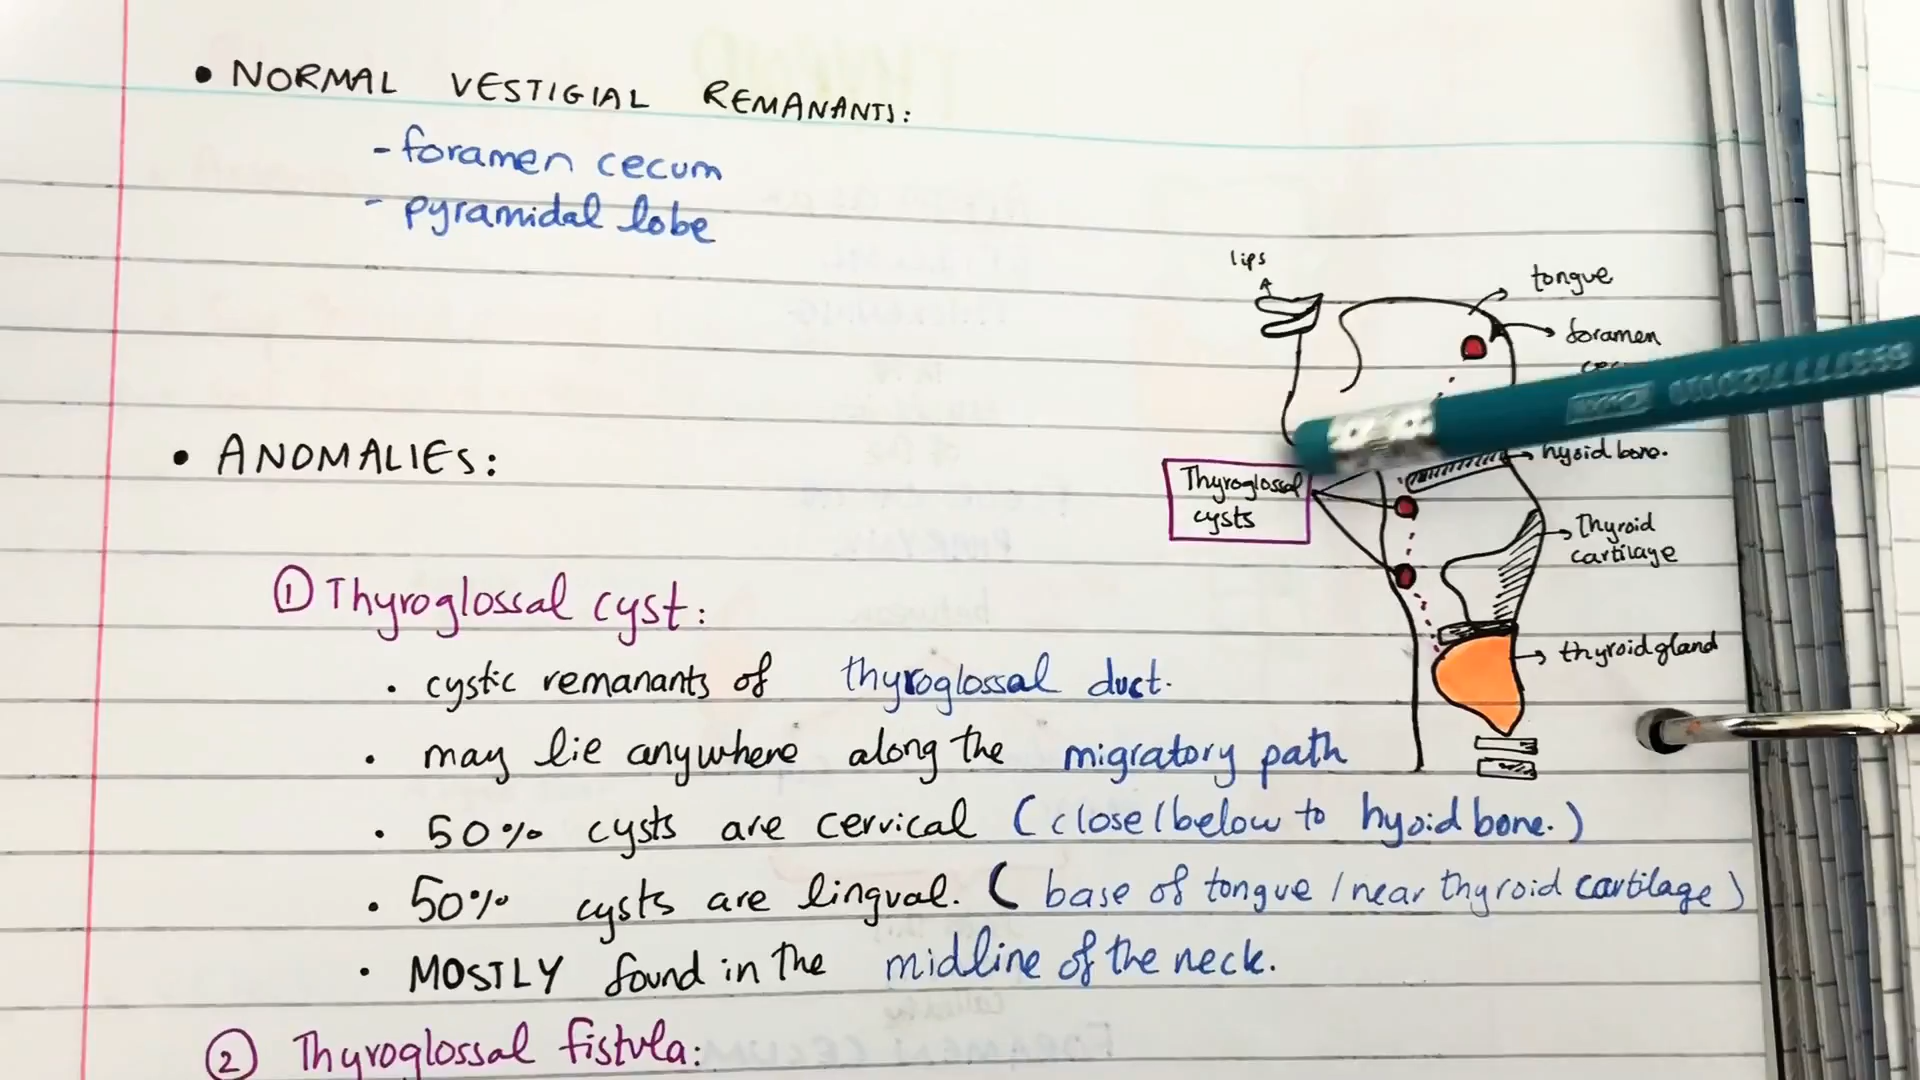 • NORMAL VESTIGIAL REMANANTS:
- foramen cecum
- pyramidal lobe
lips
tongue
foramen
hyoid bone.
Thyroglossal
cysts
Thyroid
cartilage
thyroid gland
• ANOMALIES:
① Thyroglossal cyst:
• cystic remanants of thyroglossal duct.
• may lie anywhere along the migratory path
• 50% cysts are cervical (close/below to hyoid bone.)
• 50% cysts are lingual. (base of tongue / near thyroid cartilage)
• MOSTLY found in the midline of the neck.
② Thyroglossal fistula: